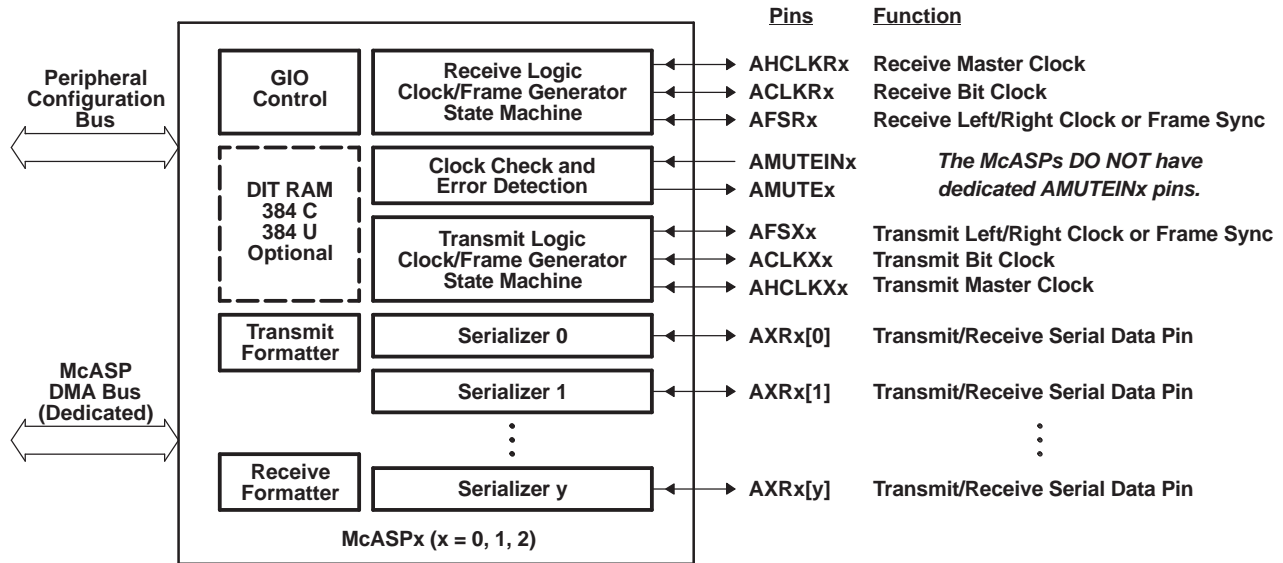 Pins Function
Peripheral
Configuration
Bus
GIO
Control
Receive Logic
Clock/Frame Generator
State Machine
AHCLKRx Receive Master Clock
ACLKRx Receive Bit Clock
AFSRx Receive Left/Right Clock or Frame Sync
DIT RAM
384 C
384 U
Optional
Clock Check and
Error Detection
AMUTEINx
AMUTEx
The McASPs DO NOT have
dedicated AMUTEINx pins.
Transmit Logic
Clock/Frame Generator
State Machine
AFSXx Transmit Left/Right Clock or Frame Sync
ACLKXx Transmit Bit Clock
AHCLKXx Transmit Master Clock
McASP
DMA Bus
(Dedicated)
Transmit
Formatter
Serializer 0
AXRx[0] Transmit/Receive Serial Data Pin
Serializer 1
AXRx[1] Transmit/Receive Serial Data Pin
Receive
Formatter
Serializer y
AXRx[y] Transmit/Receive Serial Data Pin
McASPx (x = 0, 1, 2)